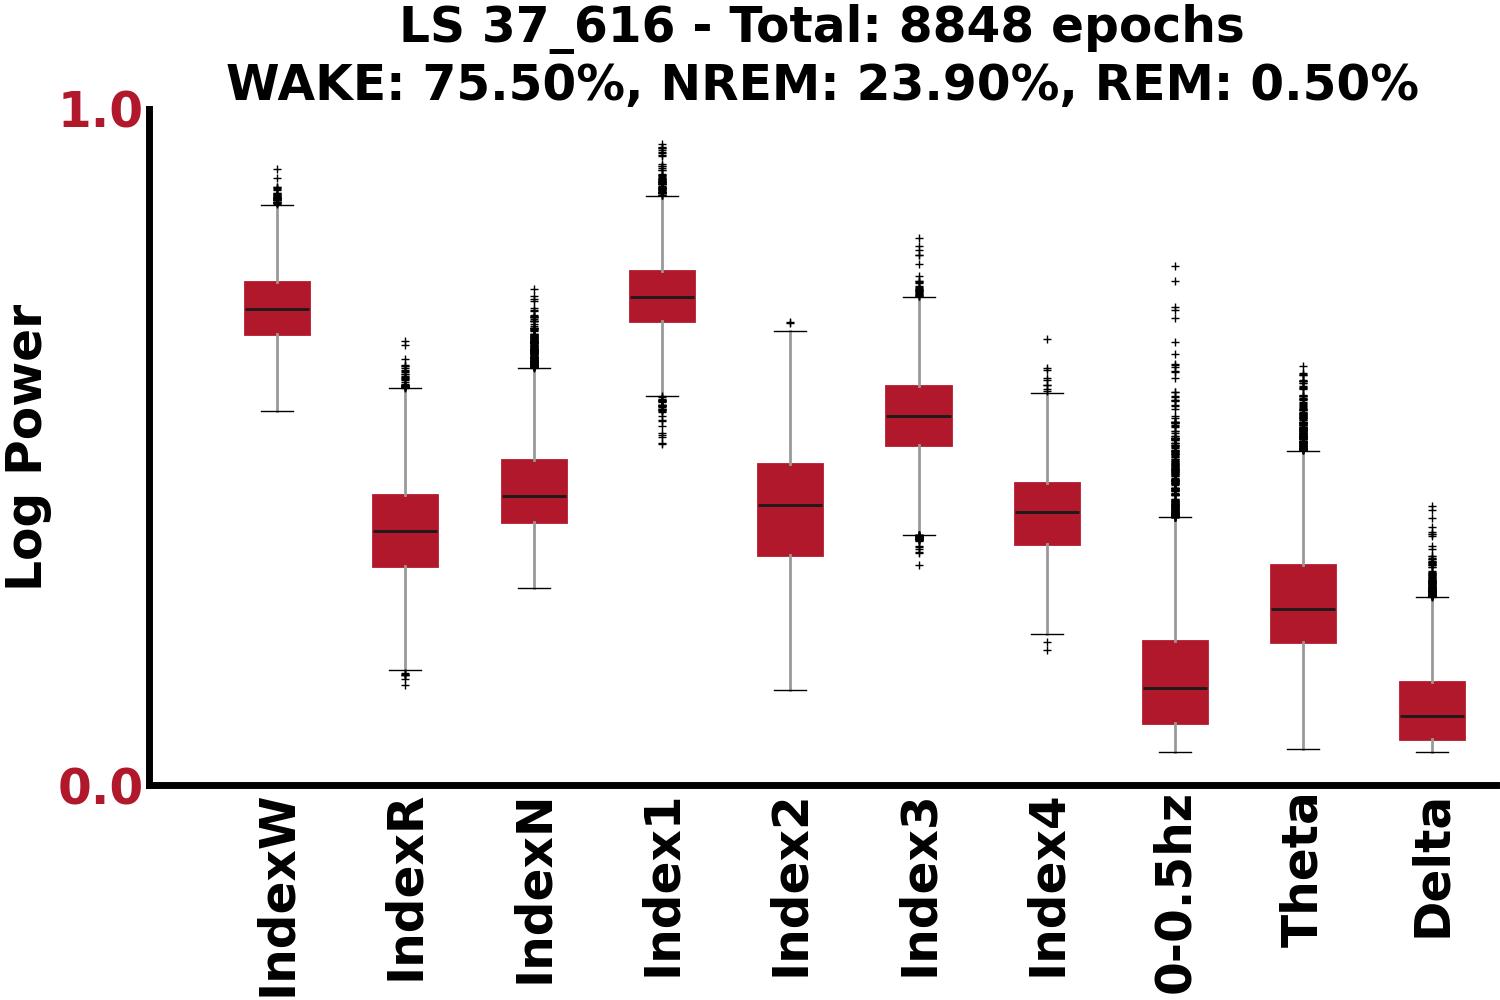 LS 37_616 - Total: 8848 epochs
WAKE: 75.50%, NREM: 23.90%, REM: 0.50%
1.0
Log Power
0.0
IndexW
IndexR
IndexN
Index1
Index2
Index3
Index4
0-0.5hz
Theta
Delta